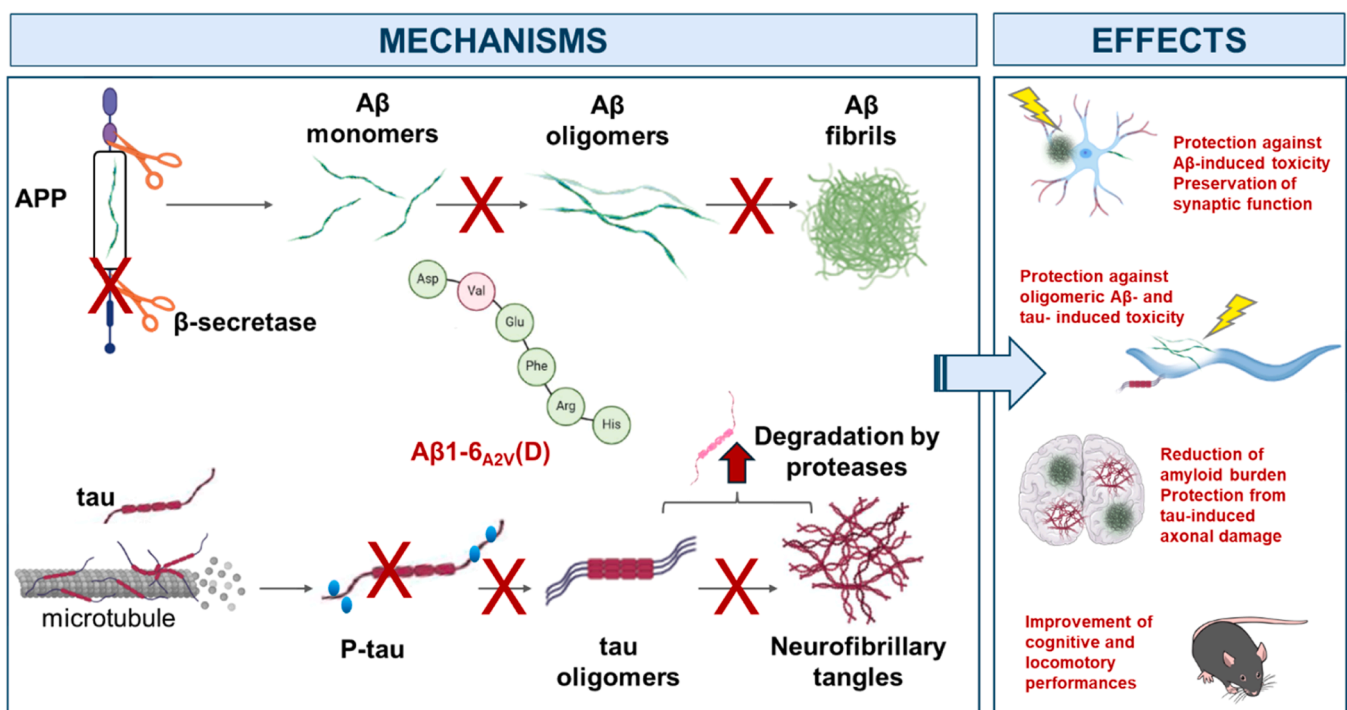 MECHANISMS
EFFECTS
APP
Aβ
monomers
Aβ
oligomers
Aβ
fibrils
β-secretase
Asp
Val
Glu
Phe
Arg
His
Aβ1-6A2V(D)
Degradation by
proteases
tau
microtubule
P-tau
tau
oligomers
Neurofibrillary
tangles
Protection against
Aβ-induced toxicity
Preservation of
synaptic function
Protection against
oligomeric Aβ- and
tau- induced toxicity
Reduction of
amyloid burden
Protection from
tau-induced
axonal damage
Improvement of
cognitive and
locomotory
performances